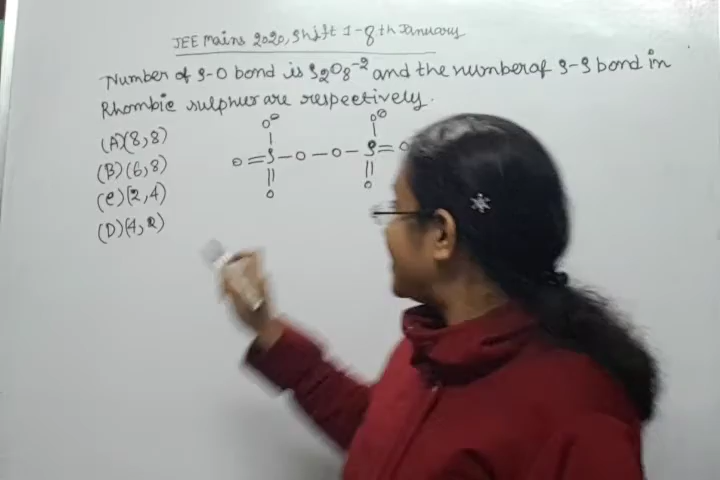 JEE Mains 2020, Shift 1-8th January
Number of S-O bond is S2O8⁻² and the number of S-S bond in
Rhombic sulphur are respectively.
(A) (8,8)
(B) (6,8)
(C) (2,4)
(D) (4,2)
O⊖ O⊖
O=S-O-O-S=O
O O